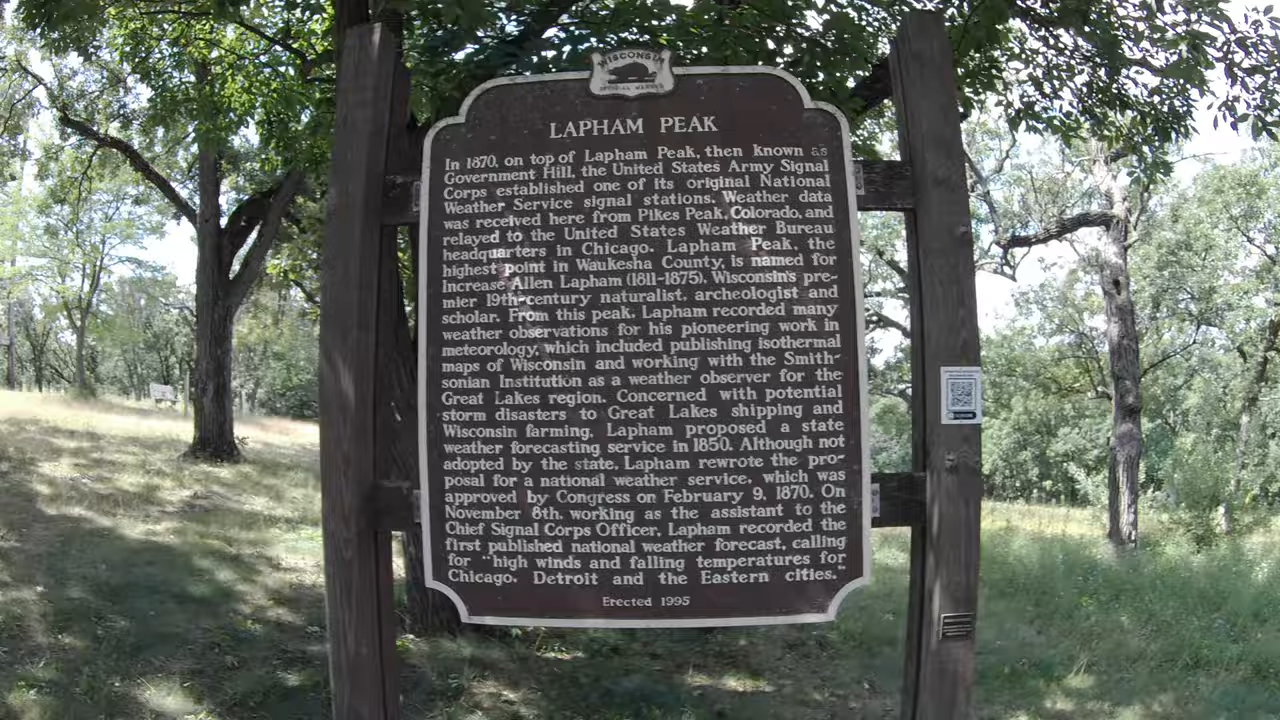 WISCONSIN
OFFICIAL MARKER
LAPHAM PEAK
In 1870, on top of Lapham Peak, then known as
Government Hill, the United States Army Signal
Corps established one of its original National
Weather Service signal stations. Weather data
was received here from Pikes Peak, Colorado, and
relayed to the United States Weather Bureau
headquarters in Chicago. Lapham Peak, the
highest point in Waukesha County, is named for
Increase Allen Lapham (1811-1875), Wisconsin's pre-
mier 19th-century naturalist, archeologist and
scholar. From this peak, Lapham recorded many
weather observations for his pioneering work in
meteorology, which included publishing isothermal
maps of Wisconsin and working with the Smith-
sonian Institution as a weather observer for the
Great Lakes region. Concerned with potential
storm disasters to Great Lakes shipping and
Wisconsin farming, Lapham proposed a state
weather forecasting service in 1850. Although not
adopted by the state, Lapham rewrote the pro-
posal for a national weather service, which was
approved by Congress on February 9, 1870. On
November 8th, working as the assistant to the
Chief Signal Corps Officer, Lapham recorded the
first published national weather forecast, calling
for "high winds and falling temperatures for
Chicago, Detroit and the Eastern cities."
Erected 1995